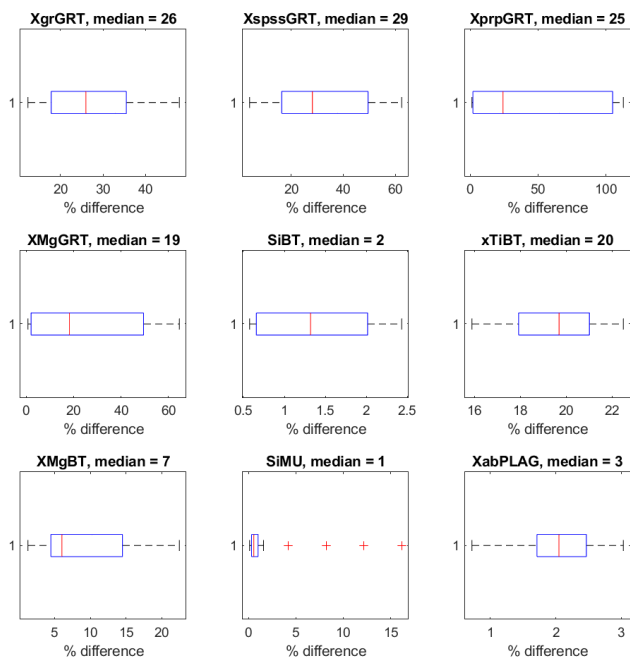 XgrGRT, median = 26
1
20 40
% difference
XspssGRT, median = 29
1
20 40 60
% difference
XprpGRT, median = 25
1
0 50 100
% difference
XMgGRT, median = 19
1
0 20 40 60
% difference
SiBT, median = 2
1
0.5 1 1.5 2 2.5
% difference
xTiBT, median = 20
1
16 18 20 22
% difference
XMgBT, median = 7
1
5 10 15 20
% difference
SiMU, median = 1
1
0 5 10 15
% difference
XabPLAG, median = 3
1
1 2 3
% difference